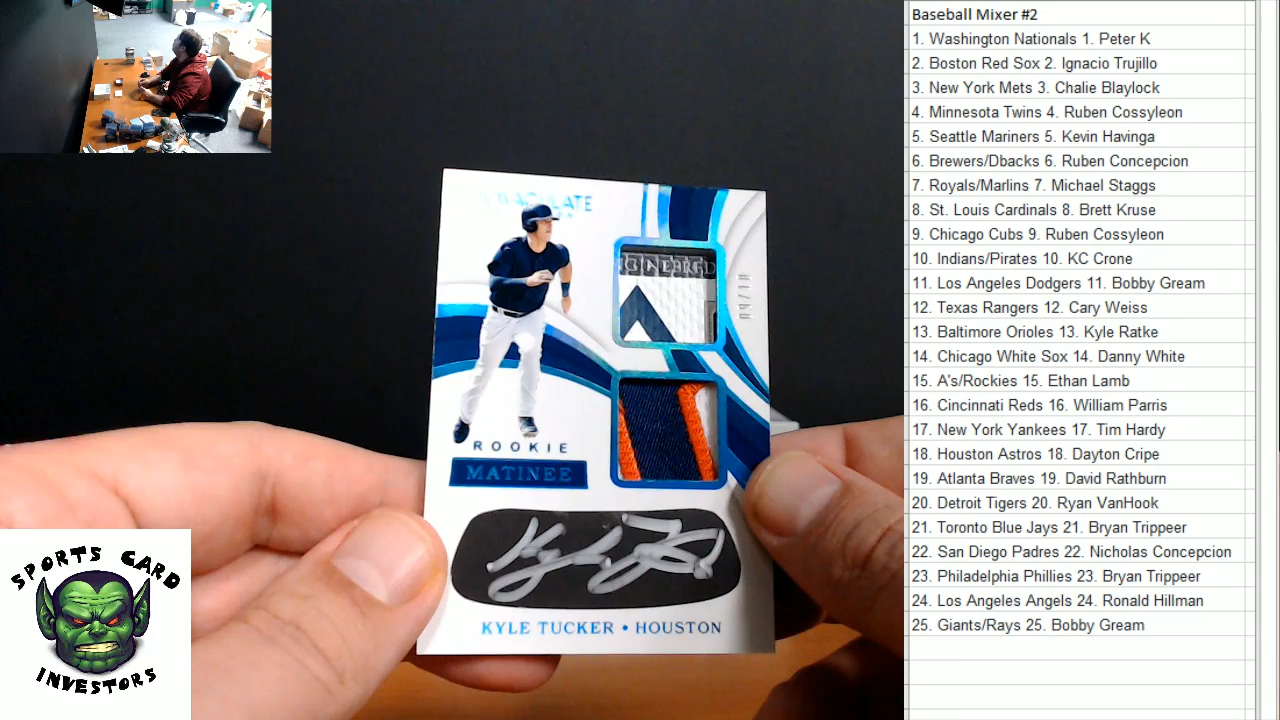 Baseball Mixer #2
1. Washington Nationals 1. Peter K
2. Boston Red Sox 2. Ignacio Trujillo
3. New York Mets 3. Chalie Blaylock
4. Minnesota Twins 4. Ruben Cossyleon
5. Seattle Mariners 5. Kevin Havinga
6. Brewers/Dbacks 6. Ruben Concepcion
7. Royals/Marlins 7. Michael Staggs
8. St. Louis Cardinals 8. Brett Kruse
9. Chicago Cubs 9. Ruben Cossyleon
10. Indians/Pirates 10. KC Crone
11. Los Angeles Dodgers 11. Bobby Gream
12. Texas Rangers 12. Cary Weiss
13. Baltimore Orioles 13. Kyle Ratke
14. Chicago White Sox 14. Danny White
15. A's/Rockies 15. Ethan Lamb
16. Cincinnati Reds 16. William Parris
17. New York Yankees 17. Tim Hardy
18. Houston Astros 18. Dayton Cripe
19. Atlanta Braves 19. David Rathburn
20. Detroit Tigers 20. Ryan VanHook
21. Toronto Blue Jays 21. Bryan Trippeer
22. San Diego Padres 22. Nicholas Concepcion
23. Philadelphia Phillies 23. Bryan Trippeer
24. Los Angeles Angels 24. Ronald Hillman
25. Giants/Rays 25. Bobby Gream
IMMACULATE
ROOKIE
MATINEE
KYLE TUCKER • HOUSTON
SPORTS CARD
INVESTORS